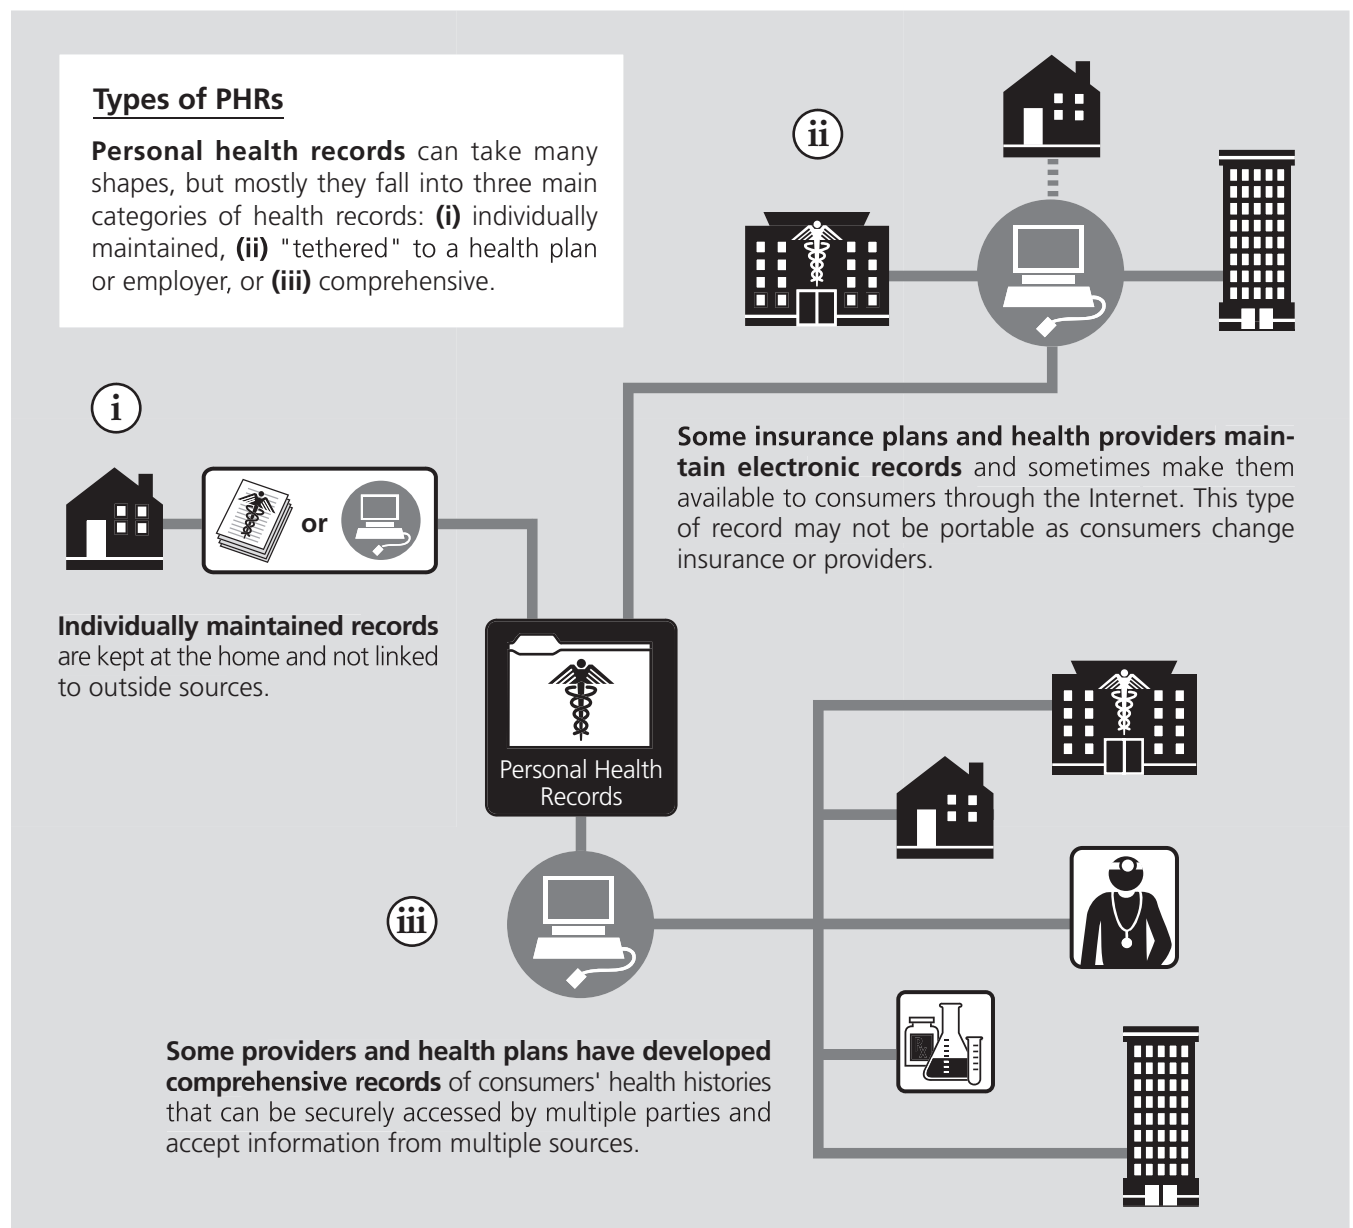 Types of PHRs
Personal health records can take many
shapes, but mostly they fall into three main
categories of health records: (i) individually
maintained, (ii) "tethered" to a health plan
or employer, or (iii) comprehensive.
ii
i
or
Some insurance plans and health providers main-
tain electronic records and sometimes make them
available to consumers through the Internet. This type
of record may not be portable as consumers change
insurance or providers.
Individually maintained records
are kept at the home and not linked
to outside sources.
Personal Health
Records
iii
Some providers and health plans have developed
comprehensive records of consumers' health histories
that can be securely accessed by multiple parties and
accept information from multiple sources.